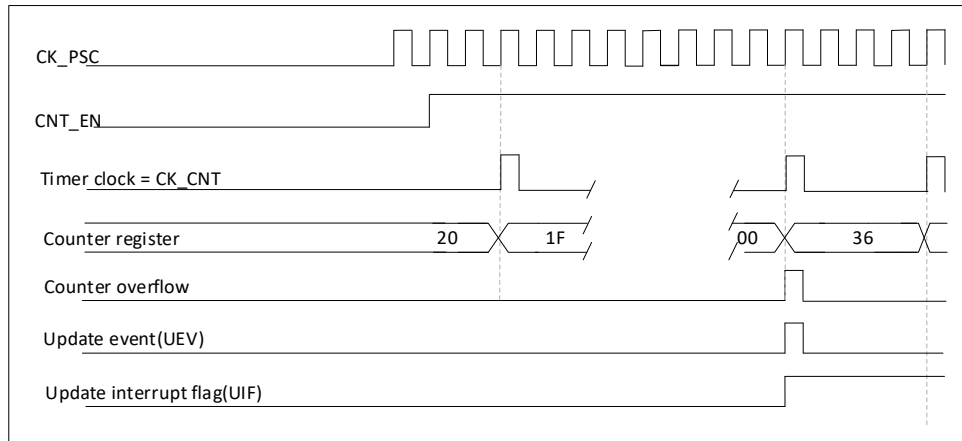 CK_PSC
CNT_EN
Timer clock = CK_CNT
Counter register 20 1F 00 36
Counter overflow
Update event(UEV)
Update interrupt flag(UIF)